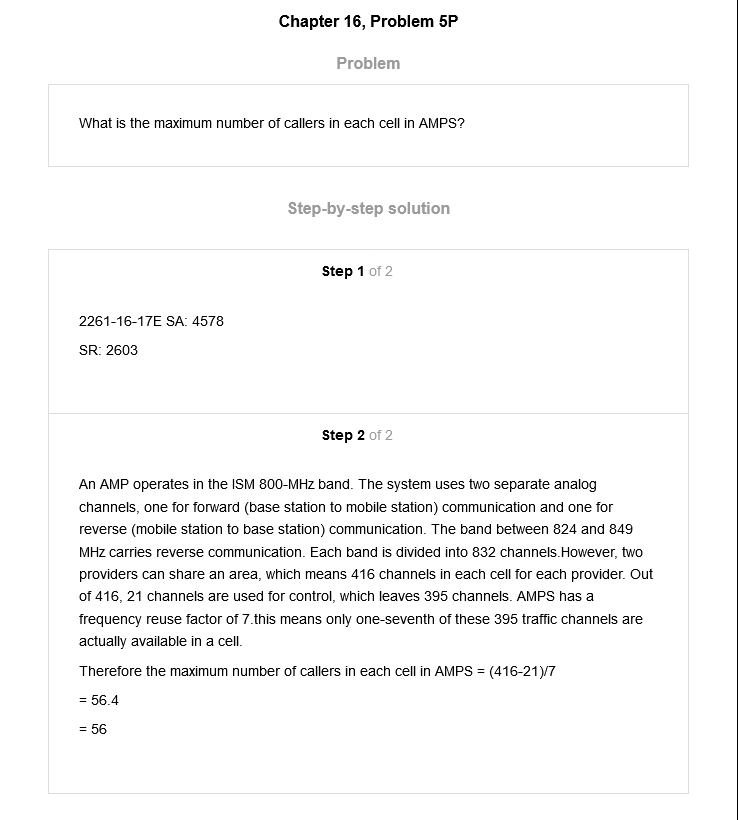 Chapter 16, Problem 5P
Problem
What is the maximum number of callers in each cell in AMPS?
Step-by-step solution
Step 1 of 2
2261-16-17E SA: 4578
SR: 2603
Step 2 of 2
An AMP operates in the ISM 800-MHz band. The system uses two separate analog
channels, one for forward (base station to mobile station) communication and one for
reverse (mobile station to base station) communication. The band between 824 and 849
MHz carries reverse communication. Each band is divided into 832 channels.However, two
providers can share an area, which means 416 channels in each cell for each provider. Out
of 416, 21 channels are used for control, which leaves 395 channels. AMPS has a
frequency reuse factor of 7.this means only one-seventh of these 395 traffic channels are
actually available in a cell.
Therefore the maximum number of callers in each cell in AMPS = (416-21)/7
= 56.4
= 56